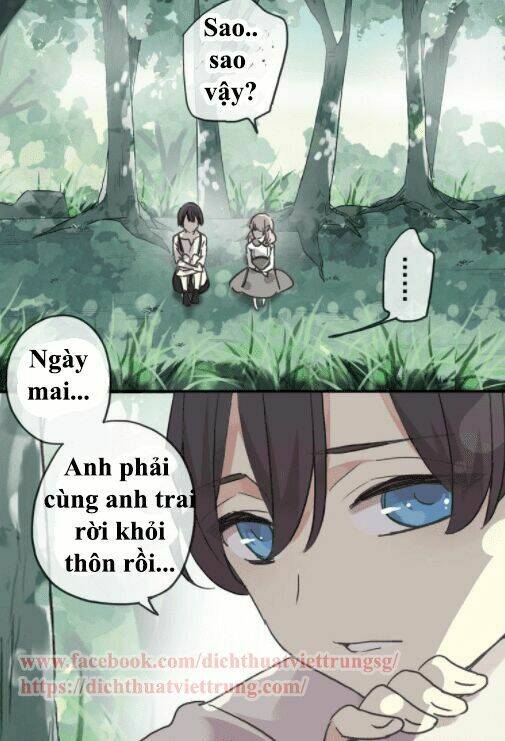 Sao..
sao
vậy?
......
Ngày
mai...
Anh phải
cùng anh trai
rời khỏi
thôn rồi...
www.facebook.com/dichthuatviettrungsg/
https://dichthuatviettrung.com/